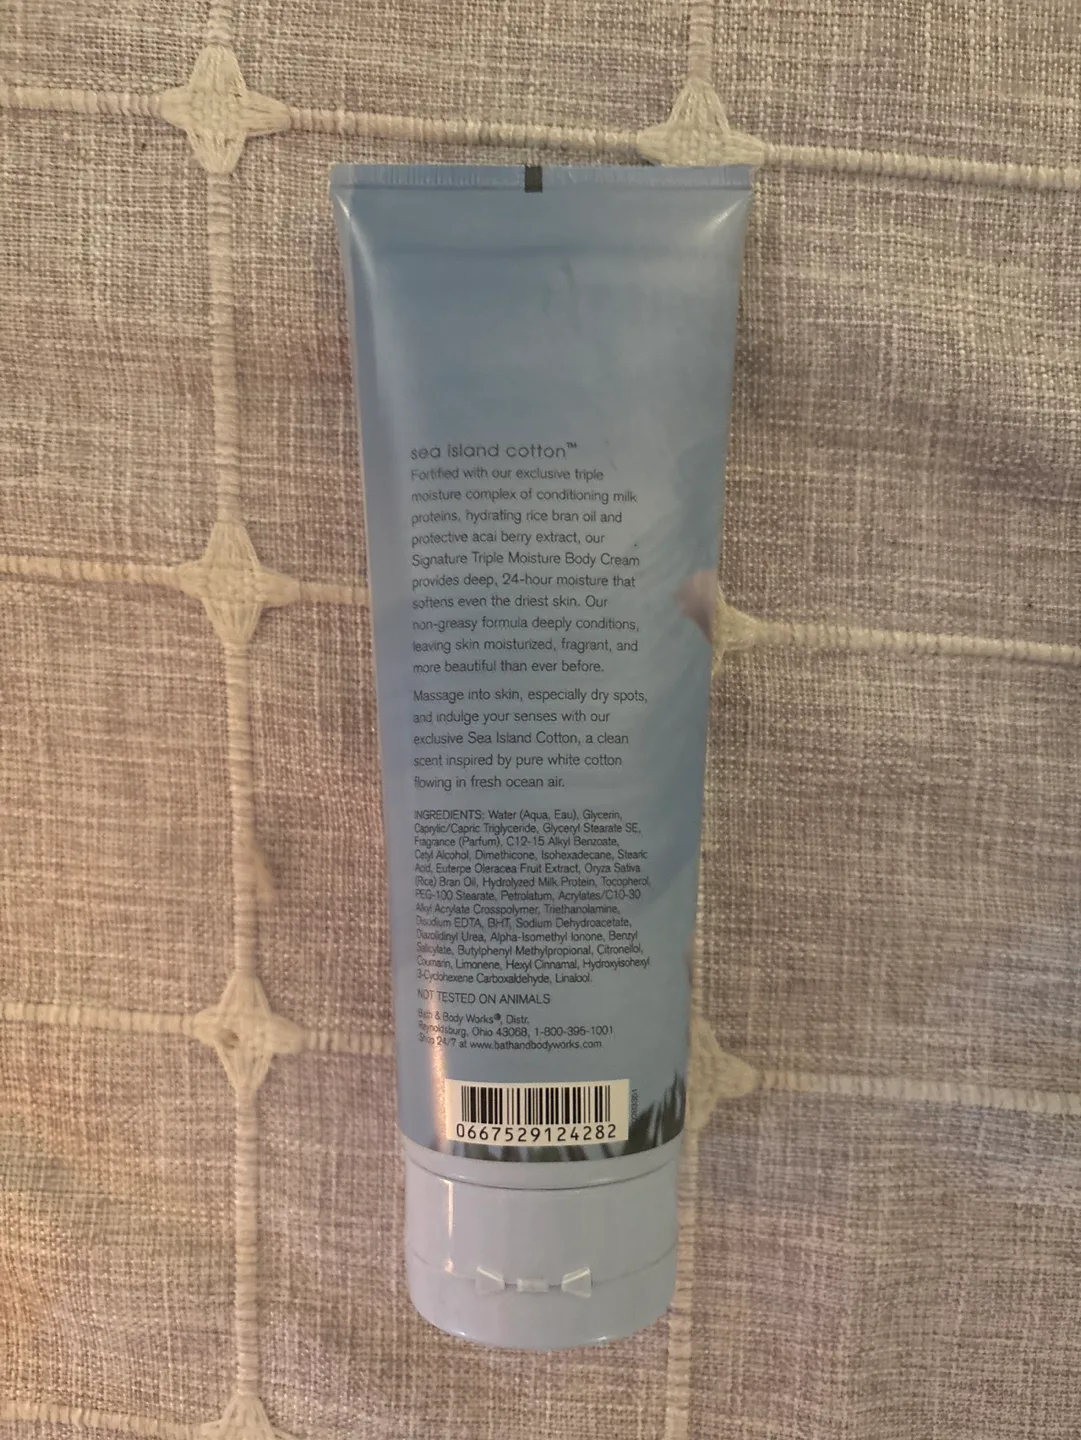 sea island cotton™
Fortified with our exclusive triple
moisture complex of conditioning milk
proteins, hydrating rice bran oil and
protective acai berry extract, our
Signature Triple Moisture Body Cream
provides deep, 24-hour moisture that
softens even the driest skin. Our
non-greasy formula deeply conditions,
leaving skin moisturized, fragrant, and
more beautiful than ever before.
Massage into skin, especially dry spots,
and indulge your senses with our
exclusive Sea Island Cotton, a clean
scent inspired by pure white cotton
flowing in fresh ocean air.
INGREDIENTS: Water (Aqua, Eau), Glycerin,
Caprylic/Capric Triglyceride, Glyceryl Stearate SE,
Fragrance (Parfum), C12-15 Alkyl Benzoate,
Cetyl Alcohol, Dimethicone, Isohexadecane, Stearic
Acid, Euterpe Oleracea Fruit Extract, Oryza Sativa
(Rice) Bran Oil, Hydrolyzed Milk Protein, Tocopherol,
PEG-100 Stearate, Petrolatum, Acrylates/C10-30
Alkyl Acrylate Crosspolymer, Triethanolamine,
Disodium EDTA, BHT, Sodium Dehydroacetate,
Diazolidinyl Urea, Alpha-Isomethyl Ionone, Benzyl
Salicylate, Butylphenyl Methylpropional, Citronellol,
Coumarin, Limonene, Hexyl Cinnamal, Hydroxyisohexyl
3-Cyclohexene Carboxaldehyde, Linalool.
NOT TESTED ON ANIMALS
Bath & Body Works®, Distr.
Reynoldsburg, Ohio 43068, 1-800-395-1001
Shop 24/7 at www.bathandbodyworks.com
0667529124282